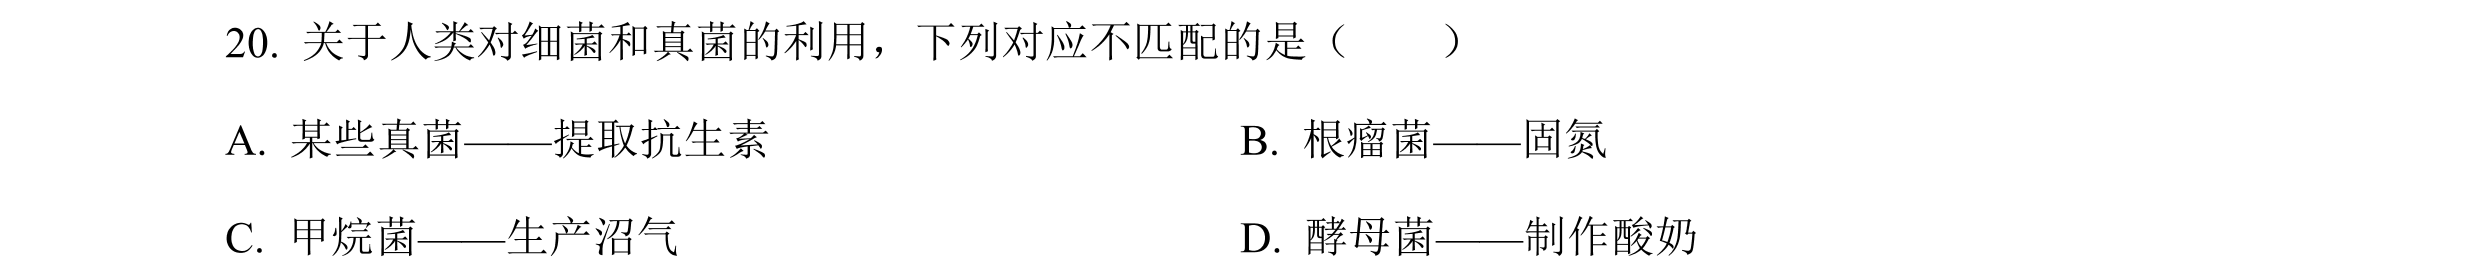 20. 关于人类对细菌和真菌的利用，下列对应不匹配的是（　　）
A. 某些真菌——提取抗生素　　B. 根瘤菌——固氮
C. 甲烷菌——生产沼气　　D. 酵母菌——制作酸奶